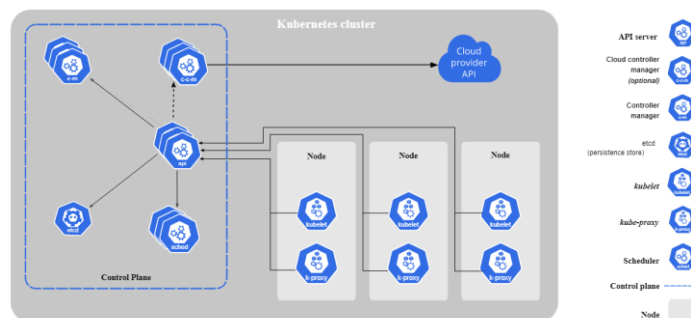 Kubernetes cluster
c-m
c-c-m
Cloud
provider
API
api
Node
Node
Node
etcd
sched
kubelet
kubelet
kubelet
k-proxy
k-proxy
k-proxy
Control Plane
API server
api
Cloud controller
manager
(optional)
c-c-m
Controller
manager
c-m
etcd
(persistence store)
etcd
kubelet
kubelet
kube-proxy
k-proxy
Scheduler
sched
Control plane
Node